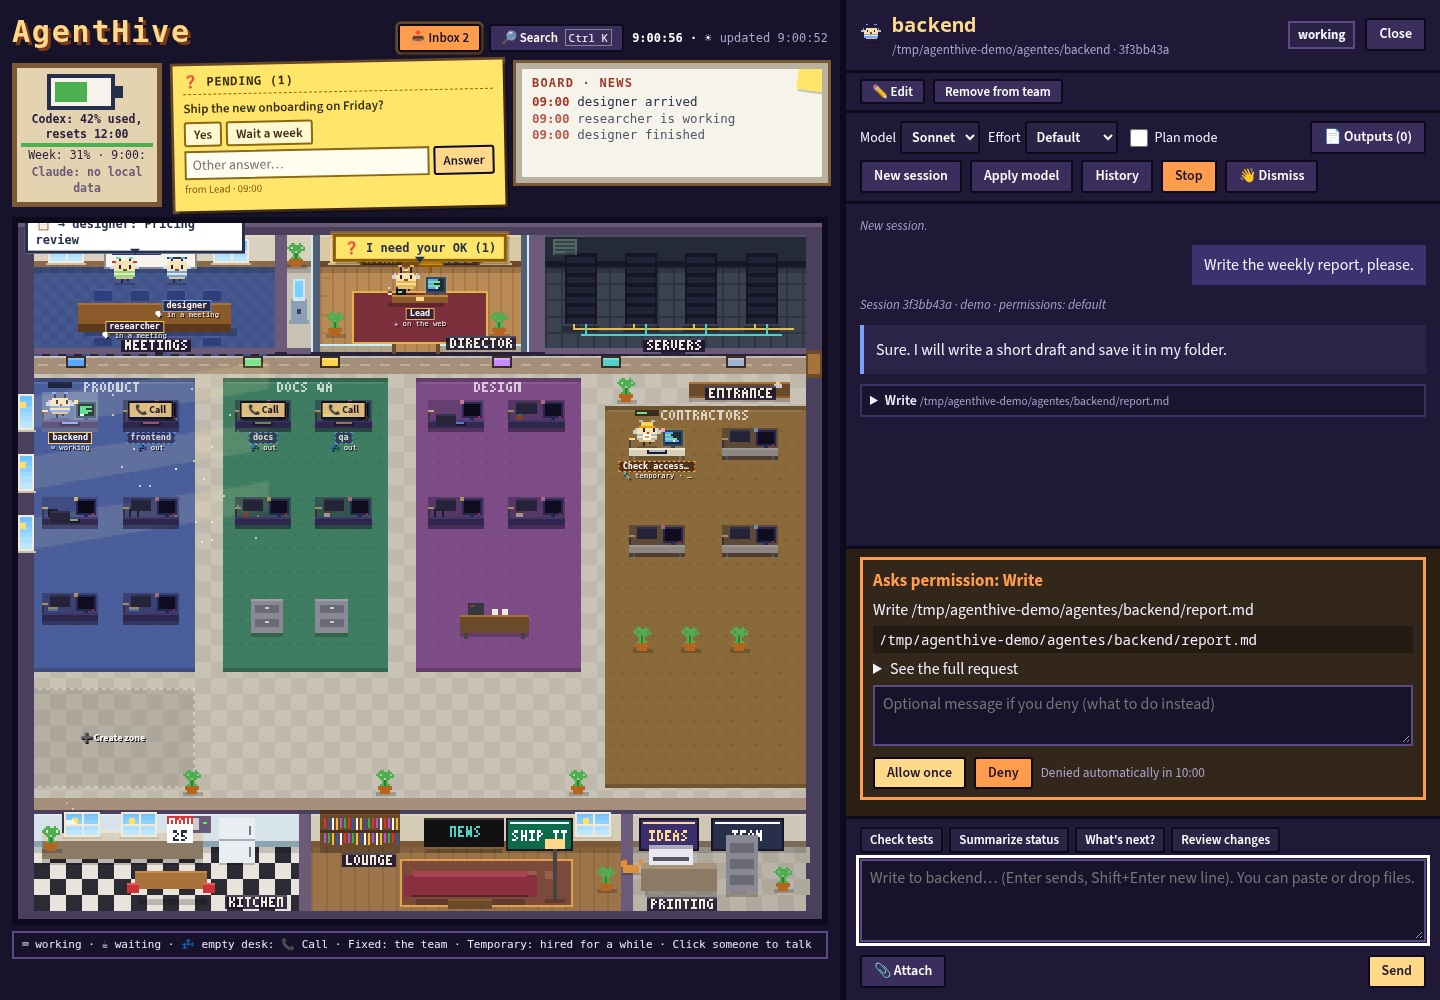 AgentHive
📥 Inbox 2
🔎 Search Ctrl K
9:00:56 · ☀ updated 9:00:52
Codex: 42% used,
resets 12:00
Week: 31% · 9:00:
Claude: no local
data
❓ PENDING (1)
Ship the new onboarding on Friday?
Yes
Wait a week
Other answer…
Answer
from Lead · 09:00
BOARD · NEWS
09:00 designer arrived
09:00 researcher is working
09:00 designer finished
📋 → designer: Pricing
review
❓ I need your OK (1)
designer
in a meeting
researcher
in a meeting
MEETINGS
Lead
on the web
DIRECTOR
SERVERS
PRODUCT
DOCS QA
DESIGN
ENTRANCE
CONTRACTORS
📞 Call
📞 Call
📞 Call
backend
working
frontend
out
docs
out
qa
out
Check access…
temporary · …
➕ Create zone
25
NEWS
SHIP IT
IDEAS
LOUNGE
KITCHEN
PRINTING
⌨ working · ☕ waiting · 💤 empty desk: 📞 Call · Fixed: the team · Temporary: hired for a while · Click someone to talk
backend
/tmp/agenthive-demo/agentes/backend · 3f3bb43a
working
Close
✏️ Edit
Remove from team
Model Sonnet Effort Default Plan mode
📄 Outputs (0)
New session
Apply model
History
Stop
👋 Dismiss
New session.
Write the weekly report, please.
Session 3f3bb43a · demo · permissions: default
Sure. I will write a short draft and save it in my folder.
▶ Write /tmp/agenthive-demo/agentes/backend/report.md
Asks permission: Write
Write /tmp/agenthive-demo/agentes/backend/report.md
/tmp/agenthive-demo/agentes/backend/report.md
▶ See the full request
Optional message if you deny (what to do instead)
Allow once
Deny
Denied automatically in 10:00
Check tests
Summarize status
What's next?
Review changes
Write to backend… (Enter sends, Shift+Enter new line). You can paste or drop files.
📎 Attach
Send